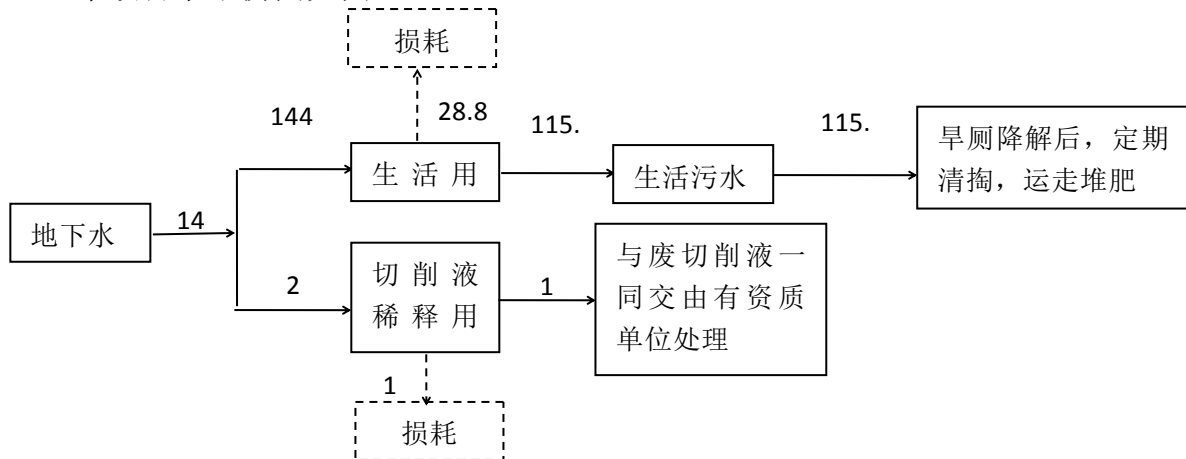 损耗
144
28.8
115.
115.
生活用
生活污水
旱厕降解后，定期
清掏，运走堆肥
地下水
14
2
切削液
稀释用
1
与废切削液一
同交由有资质
单位处理
1
损耗